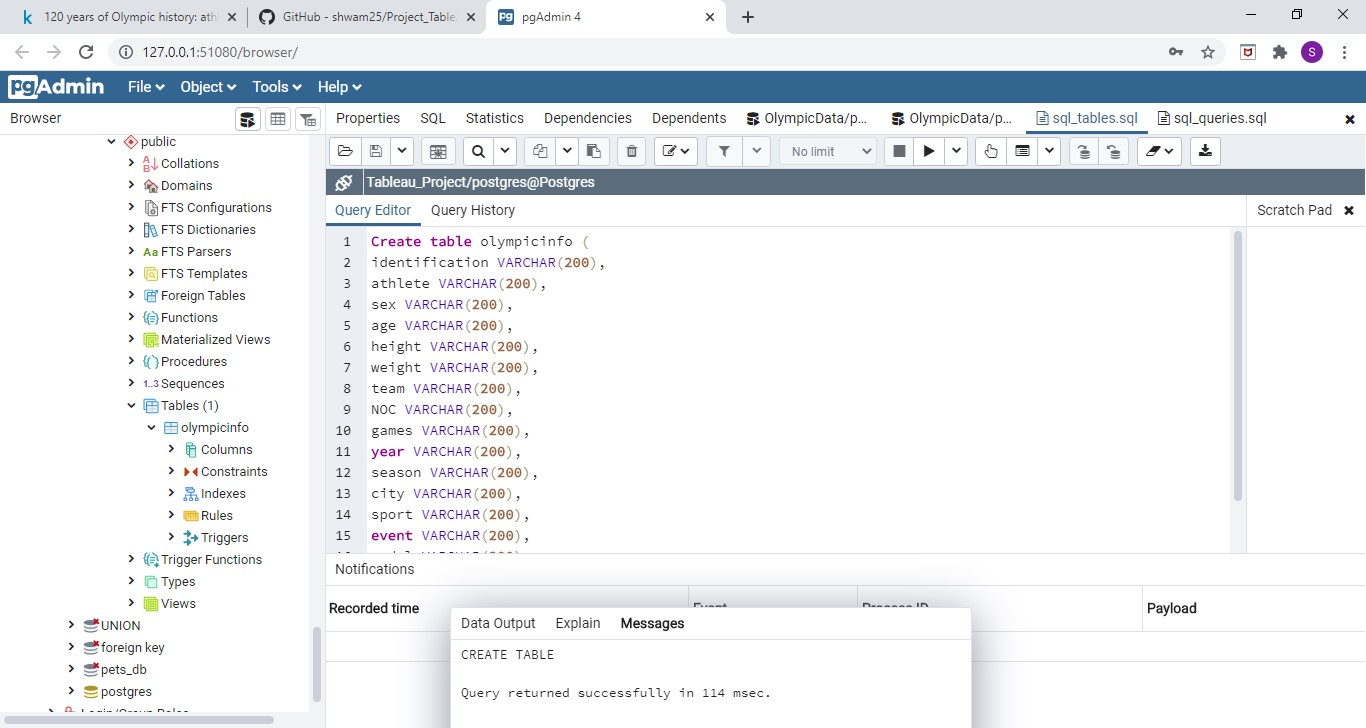 120 years of Olympic history: ath
GitHub - shwam25/Project_Table
pgAdmin 4
127.0.0.1:51080/browser/
S
pgAdmin
File Object Tools Help
Browser
Properties SQL Statistics Dependencies Dependents OlympicData/p... OlympicData/p... sql_tables.sql sql_queries.sql
No limit
Tableau_Project/postgres@Postgres
Query Editor Query History
Scratch Pad
public
Collations
Domains
FTS Configurations
FTS Dictionaries
Aa FTS Parsers
FTS Templates
Foreign Tables
Functions
Materialized Views
Procedures
1..3 Sequences
Tables (1)
olympicinfo
Columns
Constraints
Indexes
Rules
Triggers
Trigger Functions
Types
Views
UNION
foreign key
pets_db
postgres
Login/Group Roles
1 Create table olympicinfo (
2 identification VARCHAR(200),
3 athlete VARCHAR(200),
4 sex VARCHAR(200),
5 age VARCHAR(200),
6 height VARCHAR(200),
7 weight VARCHAR(200),
8 team VARCHAR(200),
9 NOC VARCHAR(200),
10 games VARCHAR(200),
11 year VARCHAR(200),
12 season VARCHAR(200),
13 city VARCHAR(200),
14 sport VARCHAR(200),
15 event VARCHAR(200),
Notifications
Recorded time Event Process ID Payload
Data Output Explain Messages
CREATE TABLE
Query returned successfully in 114 msec.